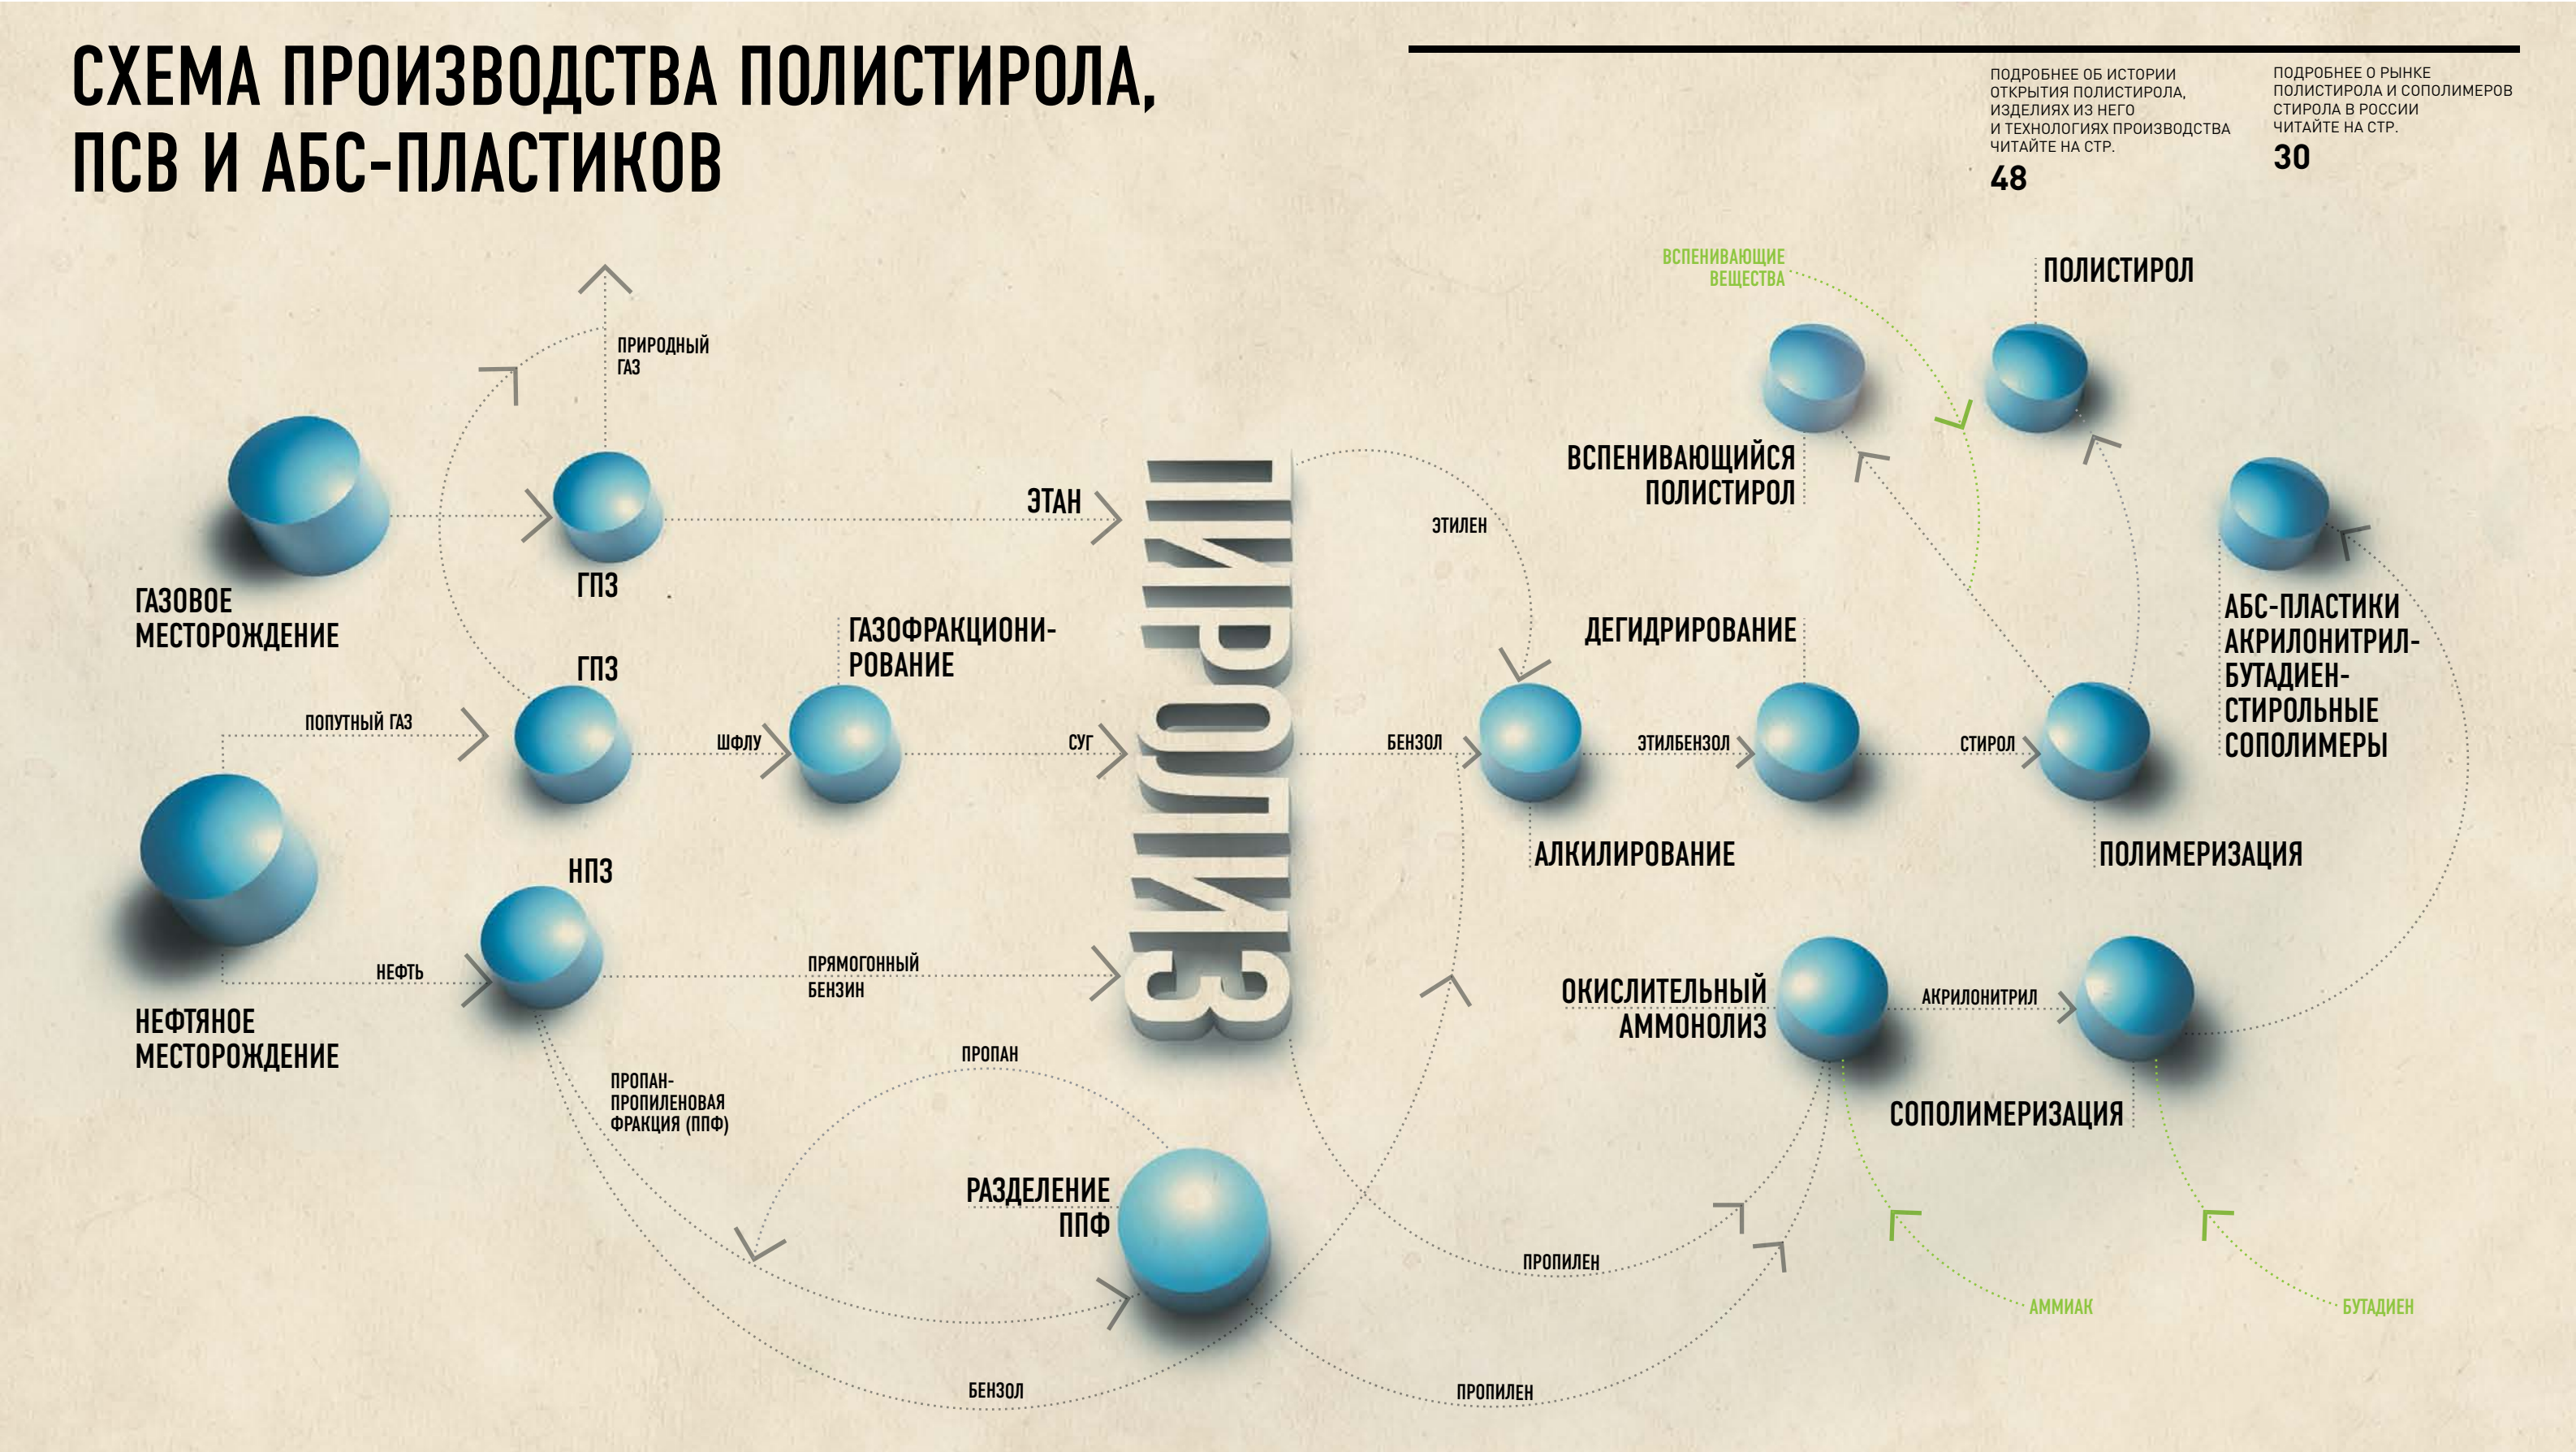 СХЕМА ПРОИЗВОДСТВА ПОЛИСТИРОЛА,
ПСВ И АБС-ПЛАСТИКОВ
ПОДРОБНЕЕ ОБ ИСТОРИИ
ОТКРЫТИЯ ПОЛИСТИРОЛА,
ИЗДЕЛИЯХ ИЗ НЕГО
И ТЕХНОЛОГИЯХ ПРОИЗВОДСТВА
ЧИТАЙТЕ НА СТР.
48
ПОДРОБНЕЕ О РЫНКЕ
ПОЛИСТИРОЛА И СОПОЛИМЕРОВ
СТИРОЛА В РОССИИ
ЧИТАЙТЕ НА СТР.
30
ПРИРОДНЫЙ
ГАЗ
ГАЗОВОЕ
МЕСТОРОЖДЕНИЕ
ГПЗ
ЭТАН
ГПЗ
ПОПУТНЫЙ ГАЗ
ШФЛУ
ГАЗОФРАКЦИОНИ-
РОВАНИЕ
СУГ
НПЗ
НЕФТЬ
НЕФТЯНОЕ
МЕСТОРОЖДЕНИЕ
ПРЯМОГОННЫЙ
БЕНЗИН
ПРОПАН-
ПРОПИЛЕНОВАЯ
ФРАКЦИЯ (ППФ)
ПРОПАН
РАЗДЕЛЕНИЕ
ППФ
БЕНЗОЛ
ПИРОЛИЗ
ЭТИЛЕН
БЕНЗОЛ
АЛКИЛИРОВАНИЕ
ЭТИЛБЕНЗОЛ
ДЕГИДРИРОВАНИЕ
СТИРОЛ
ПОЛИМЕРИЗАЦИЯ
ВСПЕНИВАЮЩИЕ
ВЕЩЕСТВА
ВСПЕНИВАЮЩИЙСЯ
ПОЛИСТИРОЛ
ПОЛИСТИРОЛ
АБС-ПЛАСТИКИ
АКРИЛОНИТРИЛ-
БУТАДИЕН-
СТИРОЛЬНЫЕ
СОПОЛИМЕРЫ
ОКИСЛИТЕЛЬНЫЙ
АММОНОЛИЗ
АКРИЛОНИТРИЛ
СОПОЛИМЕРИЗАЦИЯ
ПРОПИЛЕН
ПРОПИЛЕН
АММИАК
БУТАДИЕН